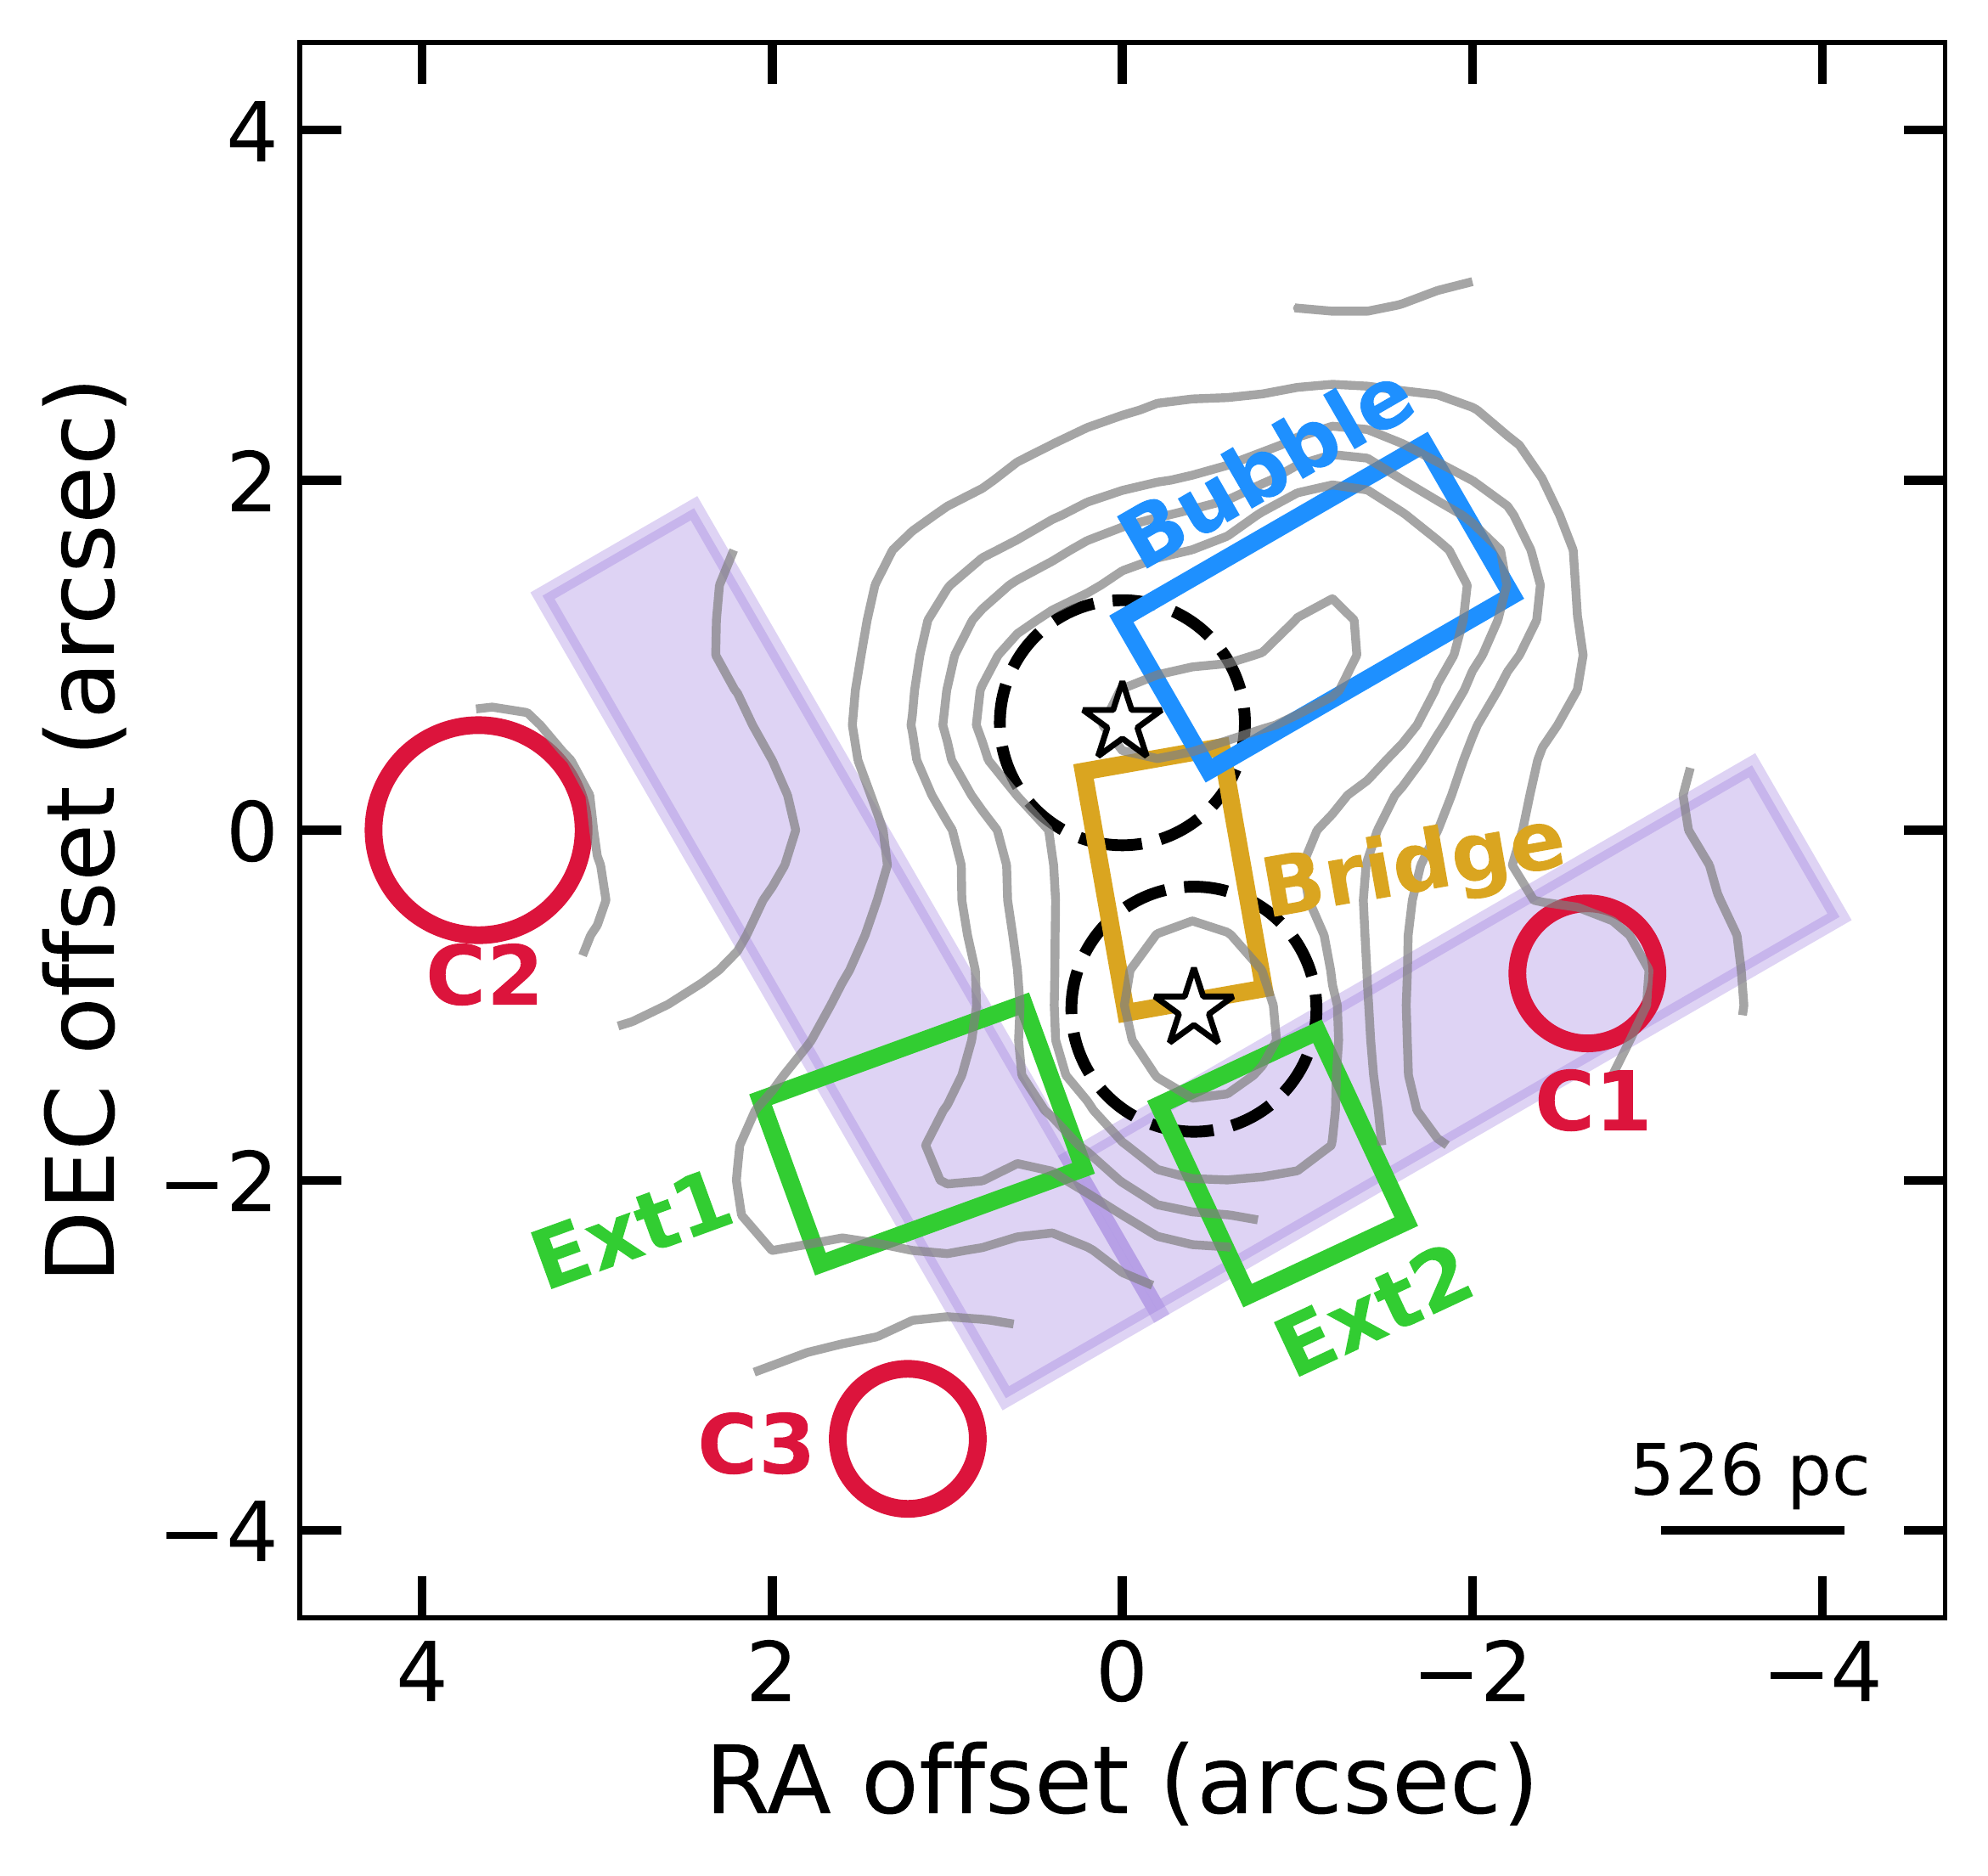 4
2
0
−2
−4
DEC offset (arcsec)
Bubble
Bridge
C2
C1
Ext1
Ext2
C3
526 pc
4
2
0
−2
−4
RA offset (arcsec)